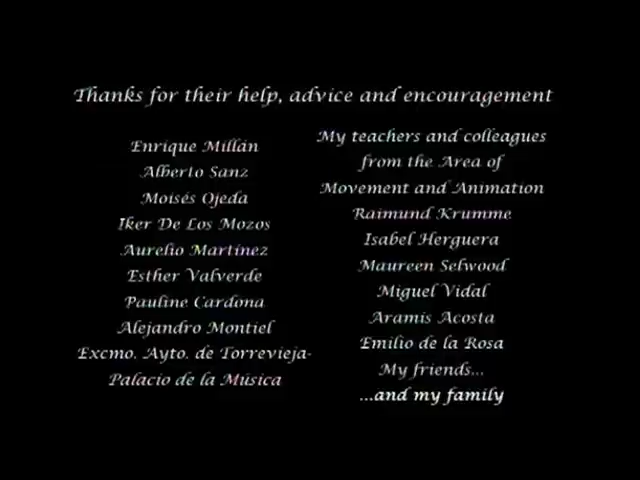 Thanks for their help, advice and encouragement
Enrique Millán
Alberto Sanz
Moisés Ojeda
Iker De Los Mozos
Aurelio Martínez
Esther Valverde
Pauline Cardona
Alejandro Montiel
Excmo. Ayto. de Torrevieja-
Palacio de la Música
My teachers and colleagues
from the Area of
Movement and Animation
Raimund Krumme
Isabel Herguera
Maureen Selwood
Miguel Vidal
Aramis Acosta
Emilio de la Rosa
My friends...
...and my family